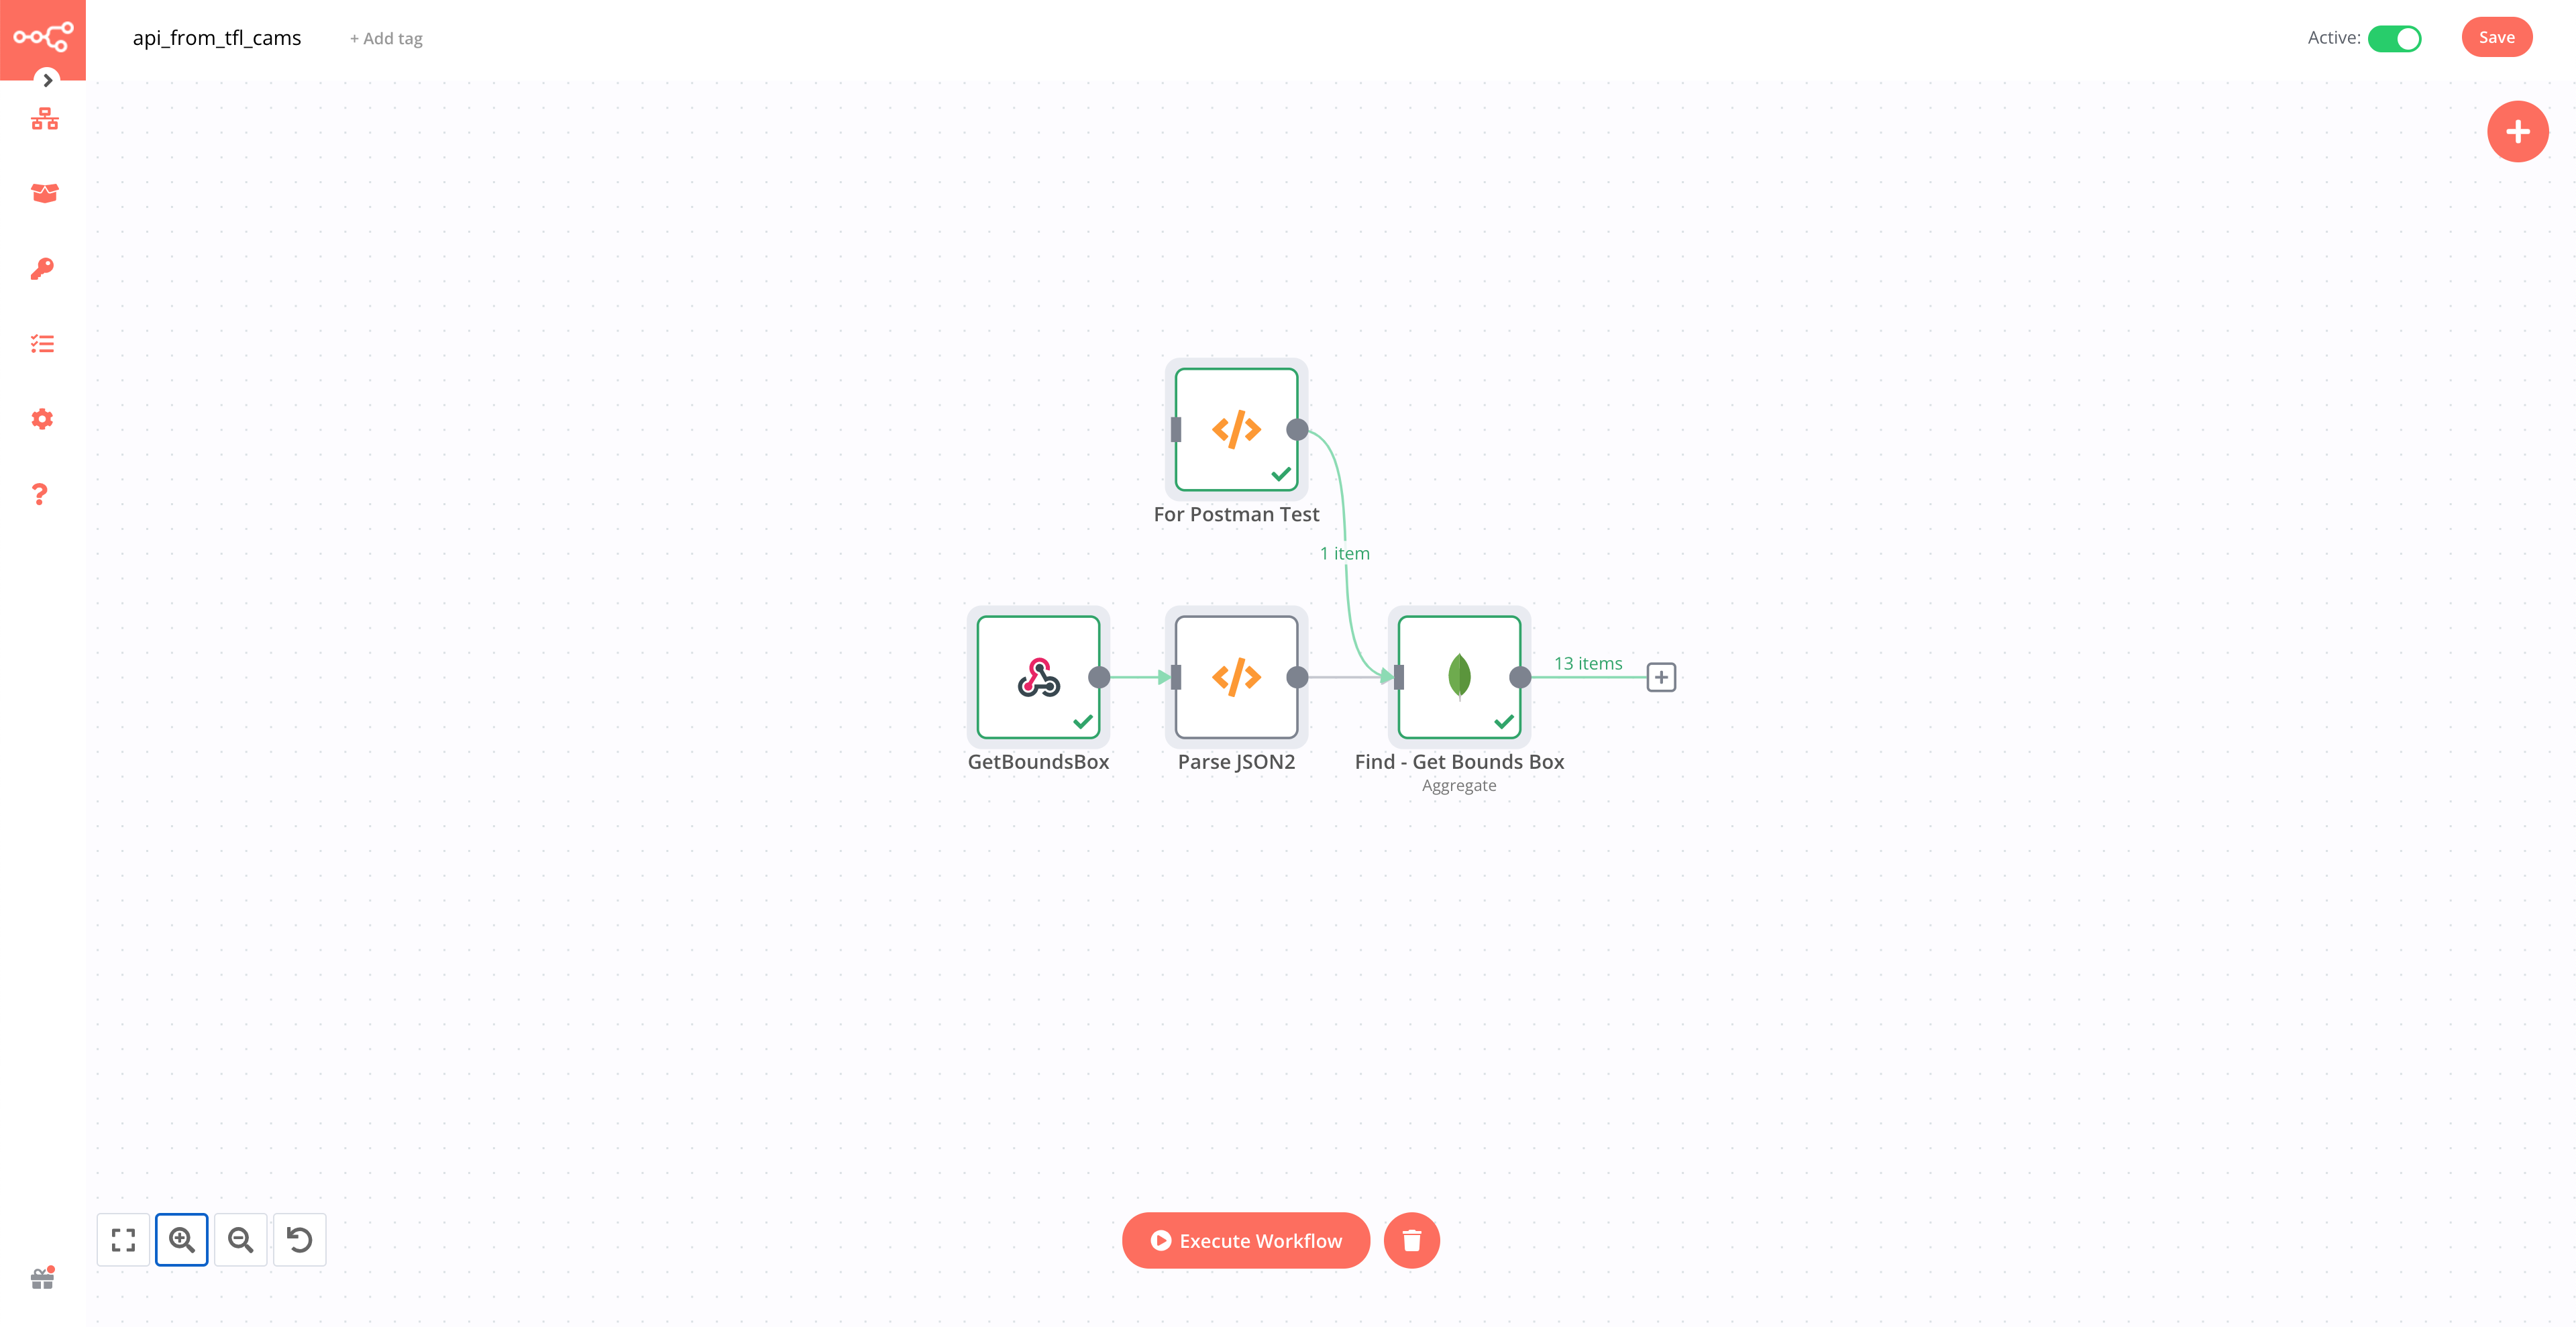 api_from_tfl_cams
+ Add tag
Active:
Save
For Postman Test
1 item
13 items
GetBoundsBox
Parse JSON2
Find - Get Bounds Box
Aggregate
Execute Workflow